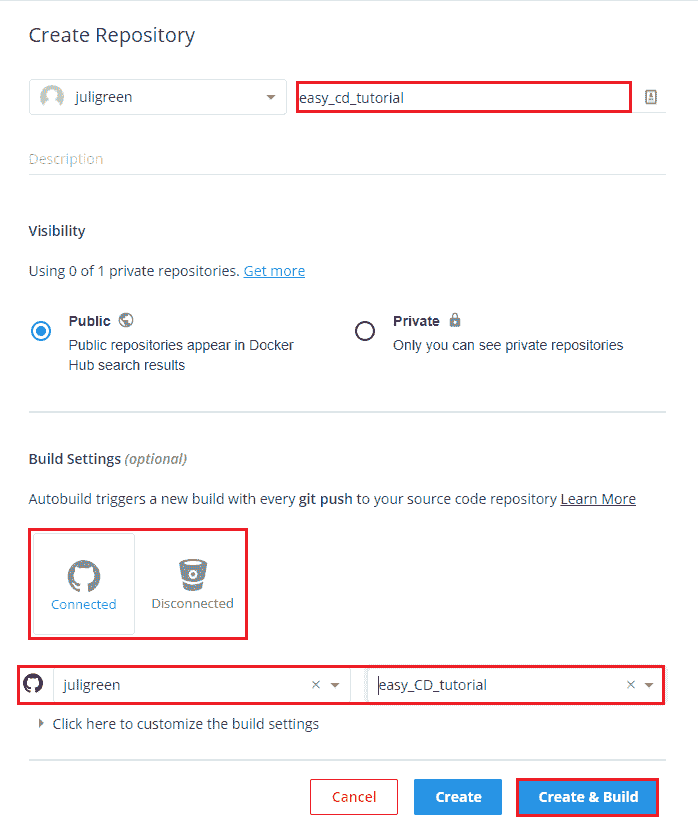 Create Repository
juligreen
easy_cd_tutorial
Description
Visibility
Using 0 of 1 private repositories. Get more
Public
Public repositories appear in Docker
Hub search results
Private
Only you can see private repositories
Build Settings (optional)
Autobuild triggers a new build with every git push to your source code repository Learn More
Connected
Disconnected
juligreen
easy_CD_tutorial
Click here to customize the build settings
Cancel
Create
Create & Build